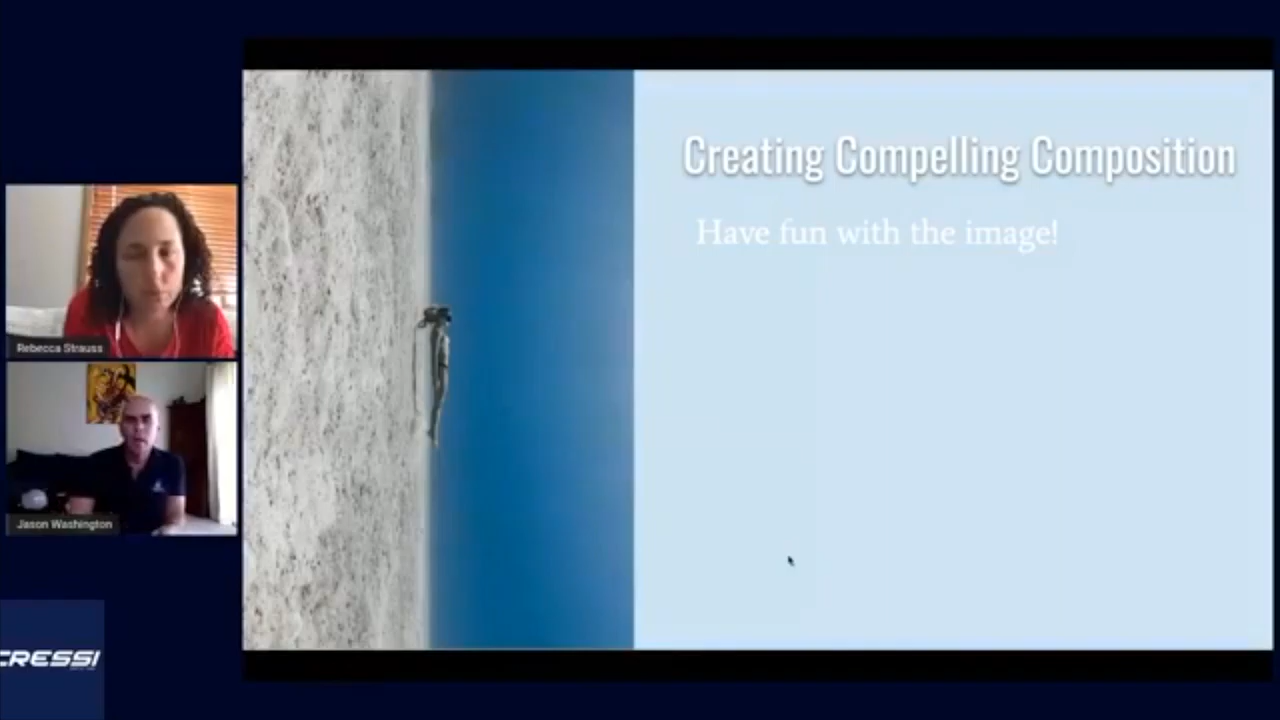 Creating Compelling Composition
Have fun with the image!
Rebecca Strauss
Jason Washington
CRESSI